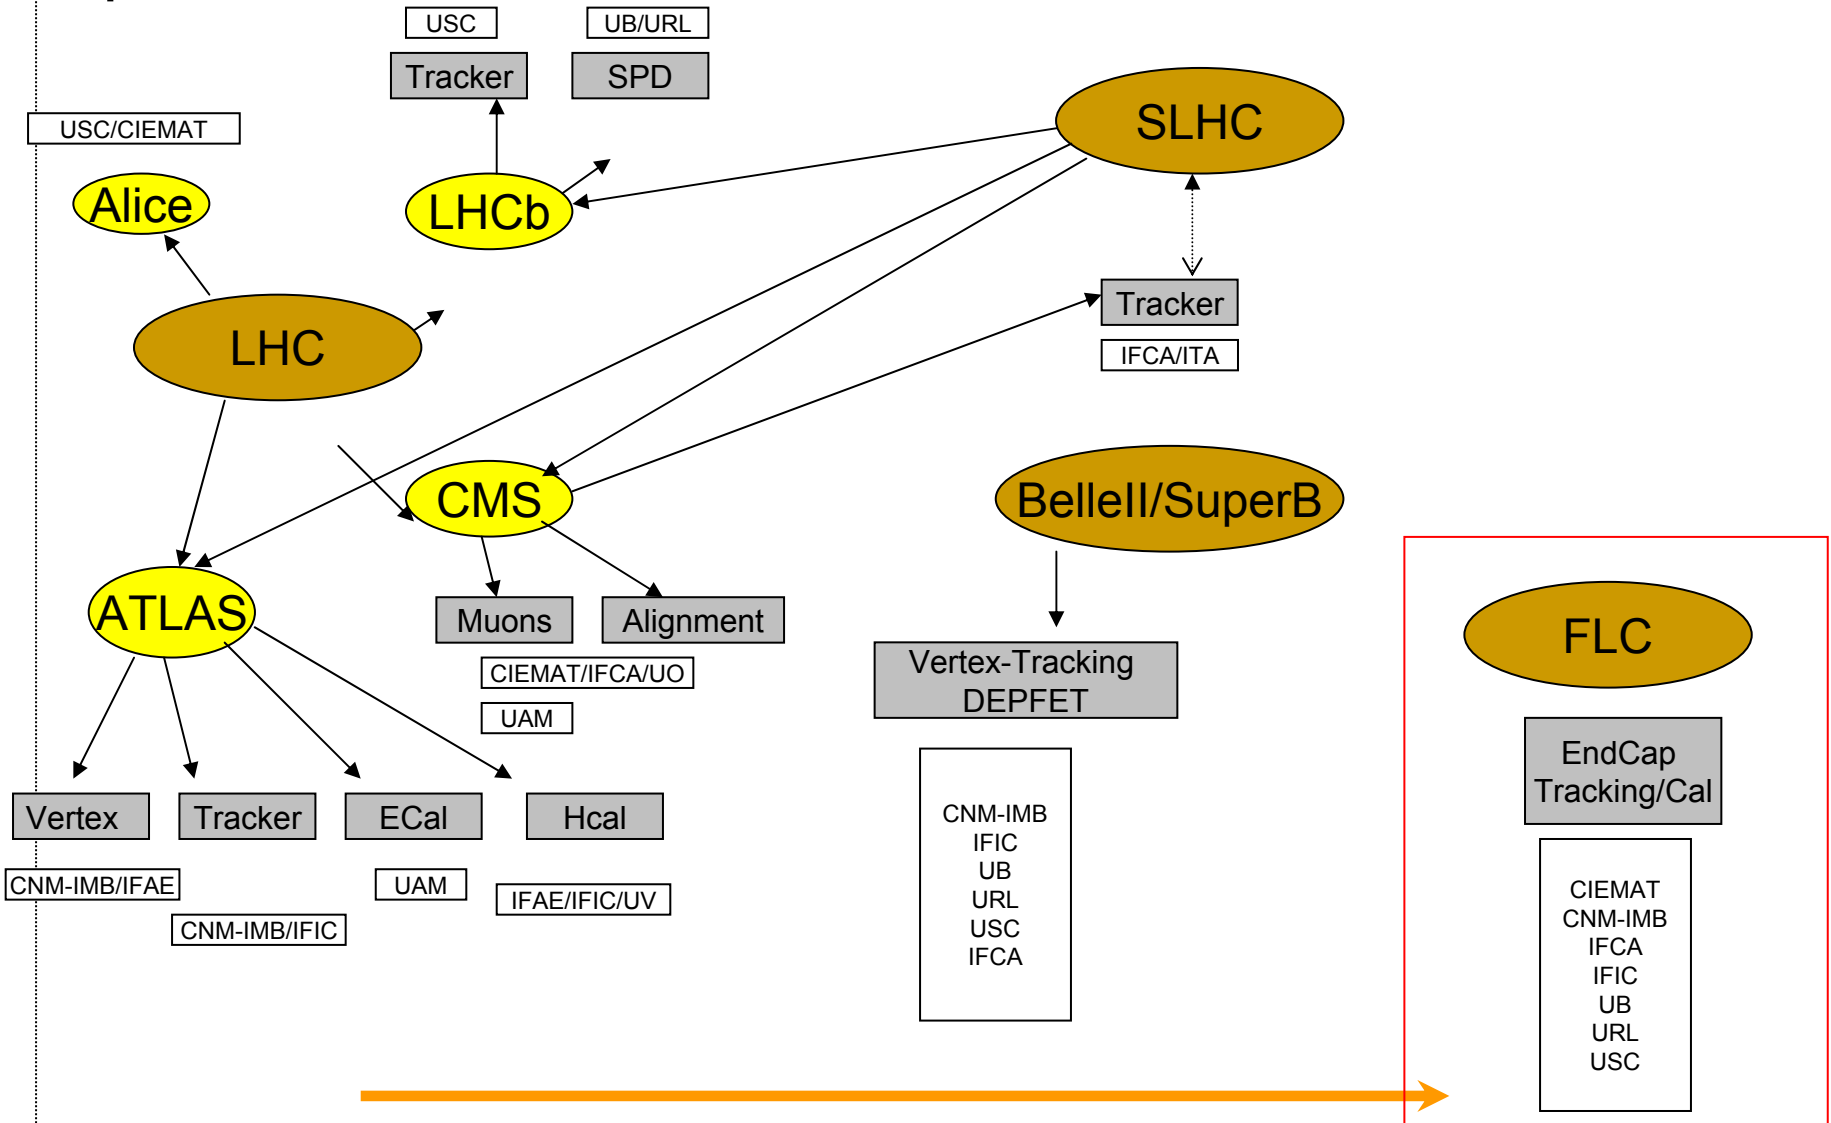 USC
UB/URL
Tracker
SPD
SLHC
USC/CIEMAT
Alice
LHCb
Tracker
LHC
IFCA/ITA
CMS
BelleII/SuperB
ATLAS
Muons
Alignment
FLC
CIEMAT/IFCA/UO
Vertex-Tracking
DEPFET
UAM
EndCap
Tracking/Cal
Vertex
Tracker
ECal
Hcal
CNM-IMB/IFAE
UAM
IFAE/IFIC/UV
CNM-IMB/IFIC
CNM-IMB
IFIC
UB
URL
USC
IFCA
CIEMAT
CNM-IMB
IFCA
IFIC
UB
URL
USC